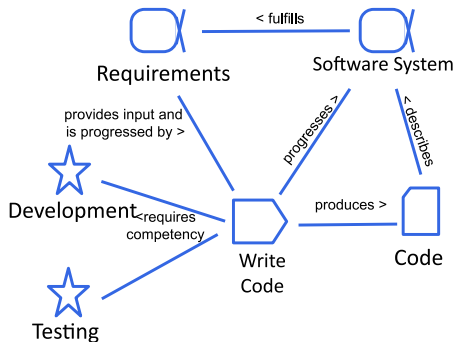 < fulfills
Requirements
Software System
provides input and
is progressed by >
progresses >
< describes
Development
<requires
competency
produces >
Write
Code
Code
Testing